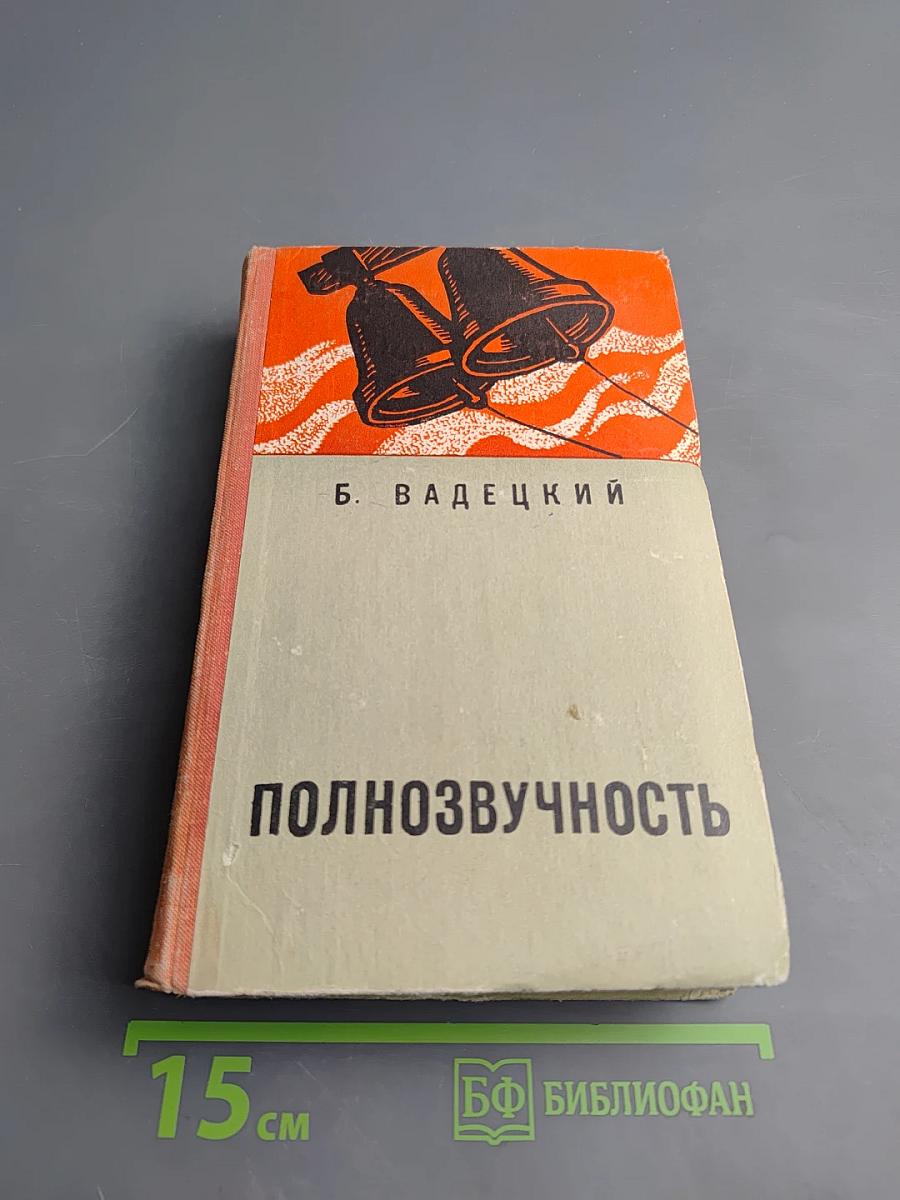 Б. ВАДЕЦКИЙ
ПОЛНОЗВУЧНОСТЬ
15 см
БФ БИБЛИОФАН